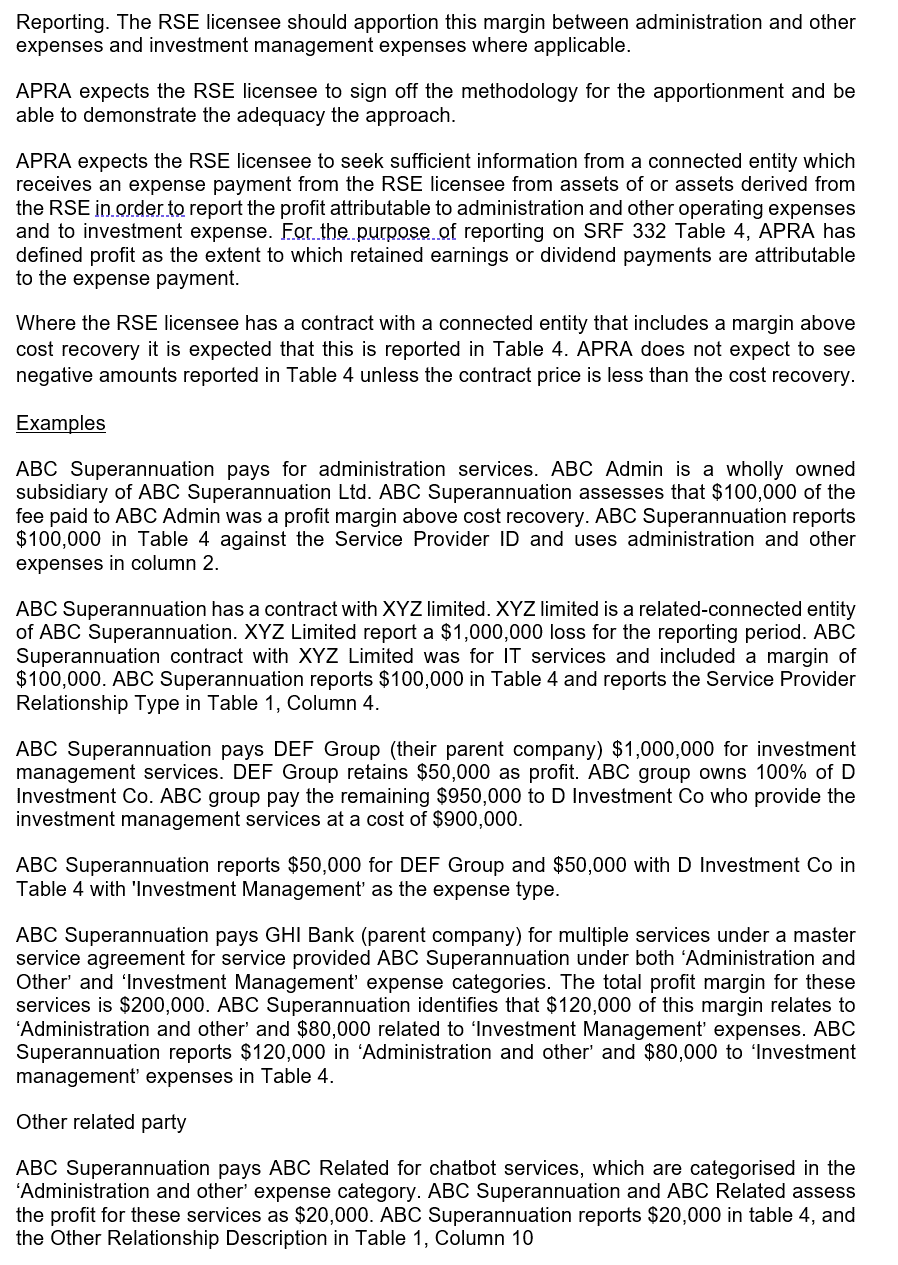 Reporting. The RSE licensee should apportion this margin between administration and other
expenses and investment management expenses where applicable.
APRA expects the RSE licensee to sign off the methodology for the apportionment and be
able to demonstrate the adequacy the approach.
APRA expects the RSE licensee to seek sufficient information from a connected entity which
receives an expense payment from the RSE licensee from assets of or assets derived from
the RSE in order to report the profit attributable to administration and other operating expenses
and to investment expense. For the purpose of reporting on SRF 332 Table 4, APRA has
defined profit as the extent to which retained earnings or dividend payments are attributable
to the expense payment.
Where the RSE licensee has a contract with a connected entity that includes a margin above
cost recovery it is expected that this is reported in Table 4. APRA does not expect to see
negative amounts reported in Table 4 unless the contract price is less than the cost recovery.
Examples
ABC Superannuation pays for administration services. ABC Admin is a wholly owned
subsidiary of ABC Superannuation Ltd. ABC Superannuation assesses that $100,000 of the
fee paid to ABC Admin was a profit margin above cost recovery. ABC Superannuation reports
$100,000 in Table 4 against the Service Provider ID and uses administration and other
expenses in column 2.
ABC Superannuation has a contract with XYZ limited. XYZ limited is a related-connected entity
of ABC Superannuation. XYZ Limited report a $1,000,000 loss for the reporting period. ABC
Superannuation contract with XYZ Limited was for IT services and included a margin of
$100,000. ABC Superannuation reports $100,000 in Table 4 and reports the Service Provider
Relationship Type in Table 1, Column 4.
ABC Superannuation pays DEF Group (their parent company) $1,000,000 for investment
management services. DEF Group retains $50,000 as profit. ABC group owns 100% of D
Investment Co. ABC group pay the remaining $950,000 to D Investment Co who provide the
investment management services at a cost of $900,000.
ABC Superannuation reports $50,000 for DEF Group and $50,000 with D Investment Co in
Table 4 with 'Investment Management’ as the expense type.
ABC Superannuation pays GHI Bank (parent company) for multiple services under a master
service agreement for service provided ABC Superannuation under both ‘Administration and
Other’ and ‘Investment Management’ expense categories. The total profit margin for these
services is $200,000. ABC Superannuation identifies that $120,000 of this margin relates to
‘Administration and other’ and $80,000 related to ‘Investment Management’ expenses. ABC
Superannuation reports $120,000 in ‘Administration and other’ and $80,000 to ‘Investment
management’ expenses in Table 4.
Other related party
ABC Superannuation pays ABC Related for chatbot services, which are categorised in the
‘Administration and other’ expense category. ABC Superannuation and ABC Related assess
the profit for these services as $20,000. ABC Superannuation reports $20,000 in table 4, and
the Other Relationship Description in Table 1, Column 10